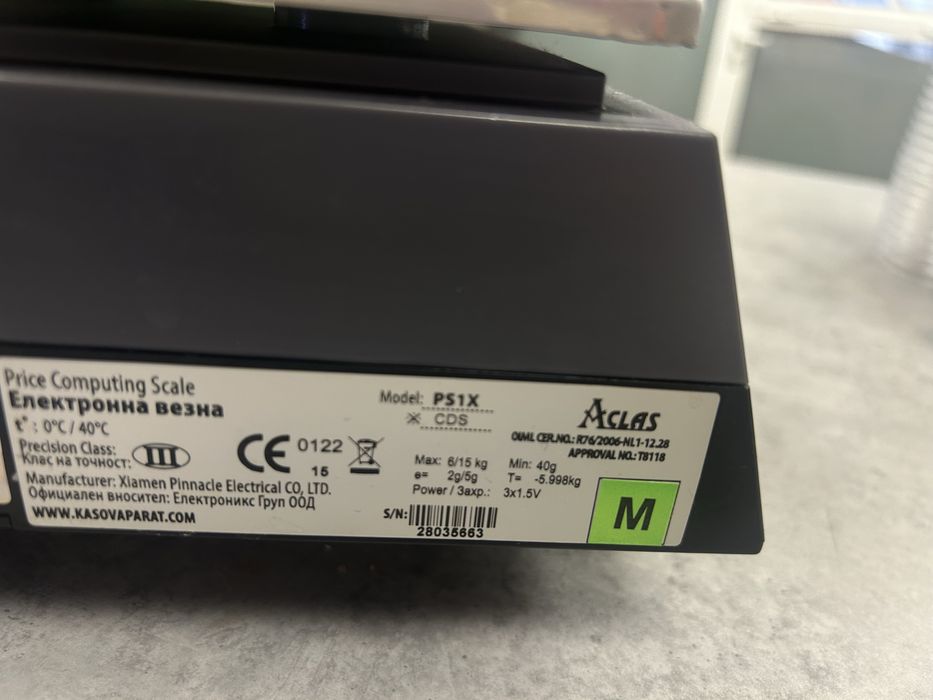 Price Computing Scale
Електронна везна
t° : 0°C / 40°C
Precision Class:
Клас на точност: III
Manufacturer: Xiamen Pinnacle Electrical CO, LTD.
Официален вносител: Електроникс Груп ООД
WWW.KASOVAPARAT.COM
CE 0122
15
Model: PS1X
※ CDS
Max: 6/15 kg
e= 2g/5g
Power / Захр.: 3x1.5V
Min: 40g
T= -5.998kg
S/N:
28035663
ACLAS
OIML CER.NO.: R76/2006-NL1-12.28
APPROVAL NO.: T8118
M